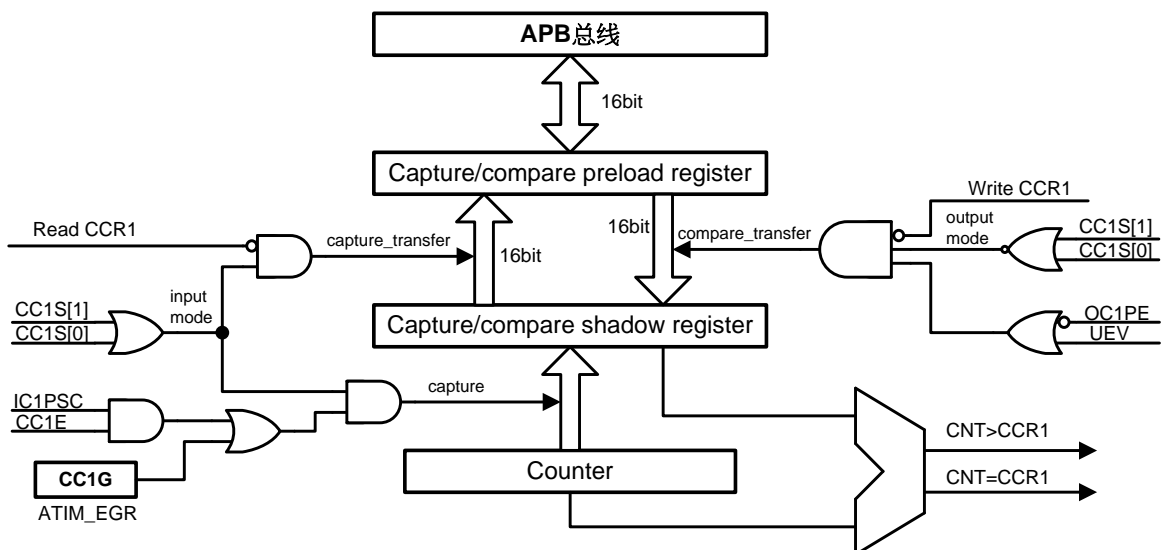 APB总线
16bit
Capture/compare preload register
Write CCR1
Read CCR1
capture_transfer
16bit
16bit
compare_transfer
output
mode
CC1S[1]
CC1S[0]
CC1S[1]
CC1S[0]
input
mode
Capture/compare shadow register
OC1PE
UEV
IC1PSC
CC1E
capture
CC1G
ATIM_EGR
Counter
CNT>CCR1
CNT=CCR1